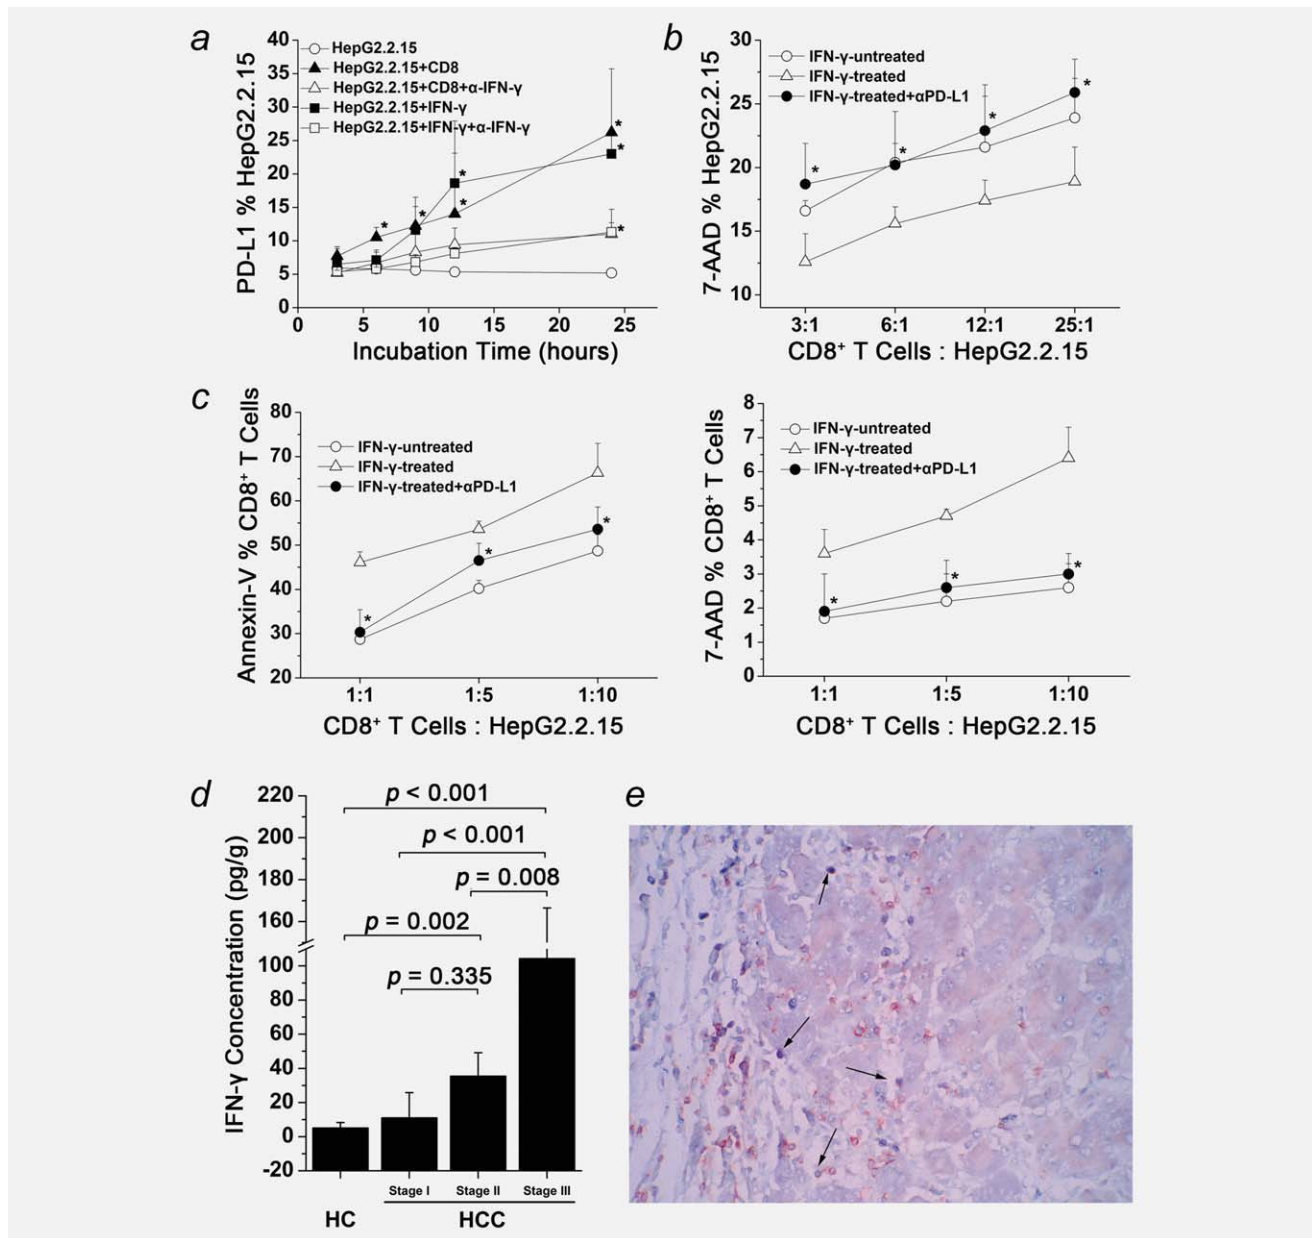 a
PD-L1 % HepG2.2.15
40
35
30
25
20
15
10
5
0
HepG2.2.15
HepG2.2.15+CD8
HepG2.2.15+CD8+α-IFN-γ
HepG2.2.15+IFN-γ
HepG2.2.15+IFN-γ+α-IFN-γ
* * * * * * *
0 5 10 15 20 25
Incubation Time (hours)
b
7-AAD % HepG2.2.15
30
25
20
15
10
IFN-γ-untreated
IFN-γ-treated
IFN-γ-treated+αPD-L1
* * * *
3:1 6:1 12:1 25:1
CD8⁺ T Cells : HepG2.2.15
c
Annexin-V % CD8⁺ T Cells
80
70
60
50
40
30
20
IFN-γ-untreated
IFN-γ-treated
IFN-γ-treated+αPD-L1
* * *
1:1 1:5 1:10
CD8⁺ T Cells : HepG2.2.15
7-AAD % CD8⁺ T Cells
8
7
6
5
4
3
2
1
0
IFN-γ-untreated
IFN-γ-treated
IFN-γ-treated+αPD-L1
* * *
1:1 1:5 1:10
CD8⁺ T Cells : HepG2.2.15
d
IFN-γ Concentration (pg/g)
220
200
180
160
100
80
60
40
20
0
-20
p < 0.001
p < 0.001
p = 0.008
p = 0.002
p = 0.335
Stage I Stage II Stage III
HC HCC
e